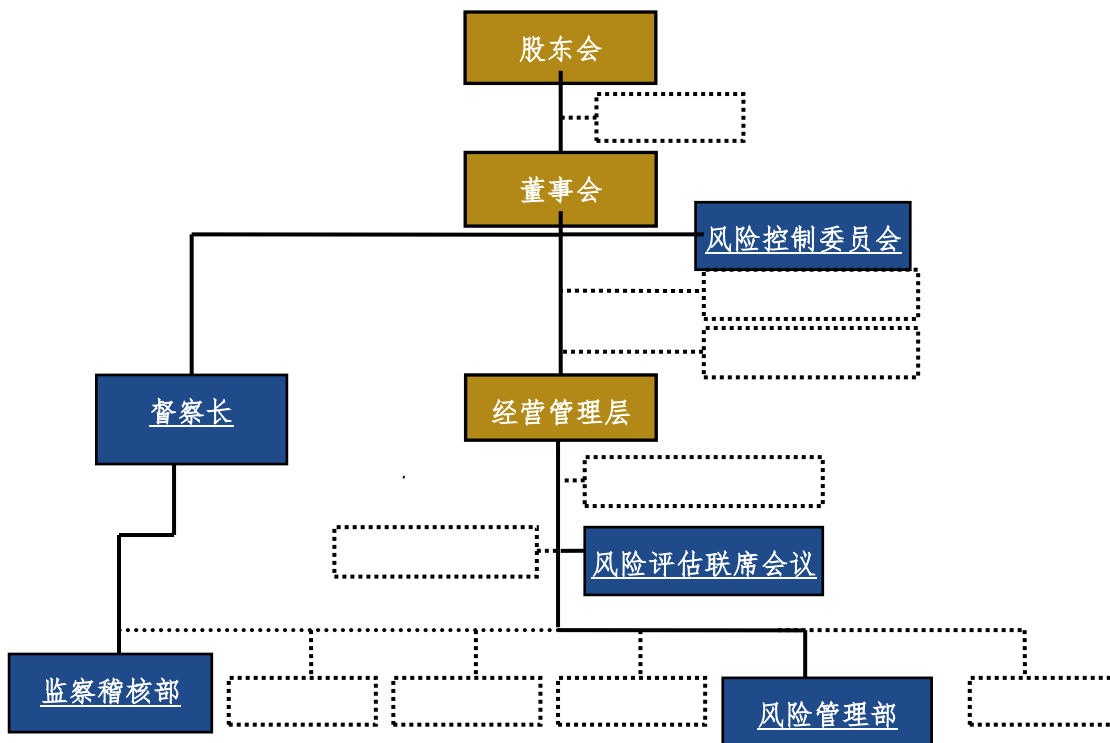 股东会
董事会
风险控制委员会
督察长
经营管理层
风险评估联席会议
监察稽核部
风险管理部